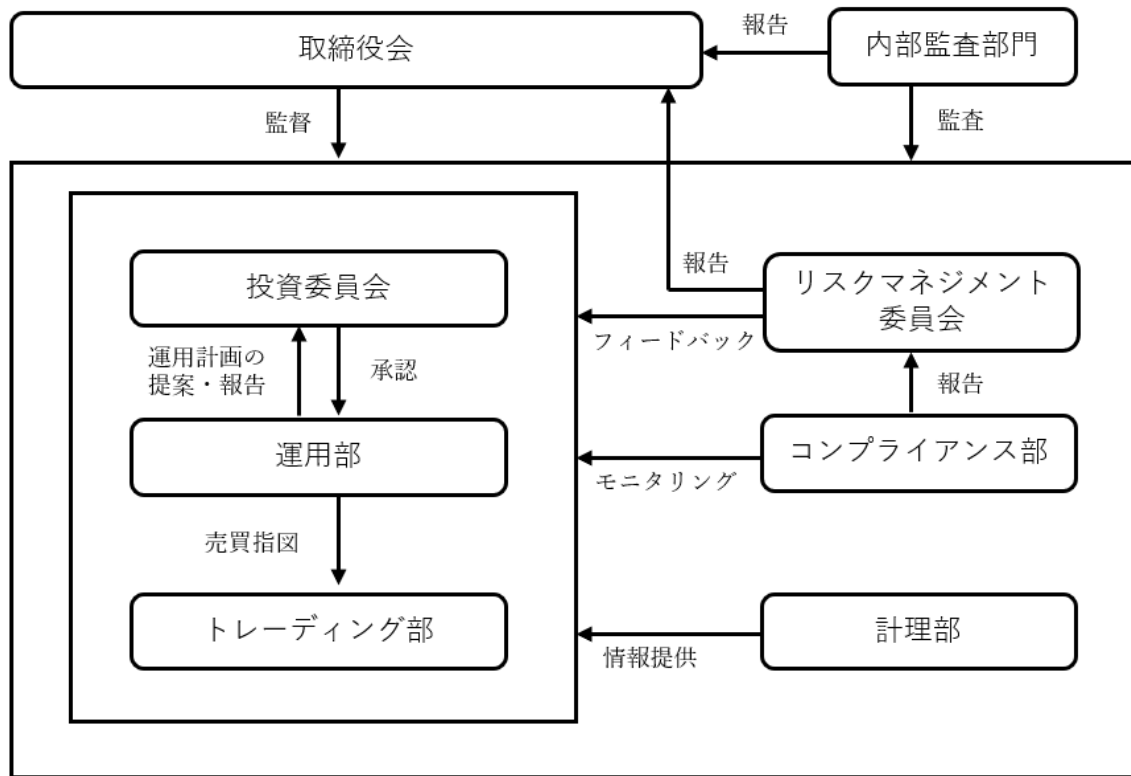 取締役会
報告
内部監査部門
監督
監査
投資委員会
報告
リスクマネジメント
委員会
フィードバック
運用計画の
提案・報告
承認
報告
運用部
コンプライアンス部
モニタリング
売買指図
トレーディング部
計理部
情報提供